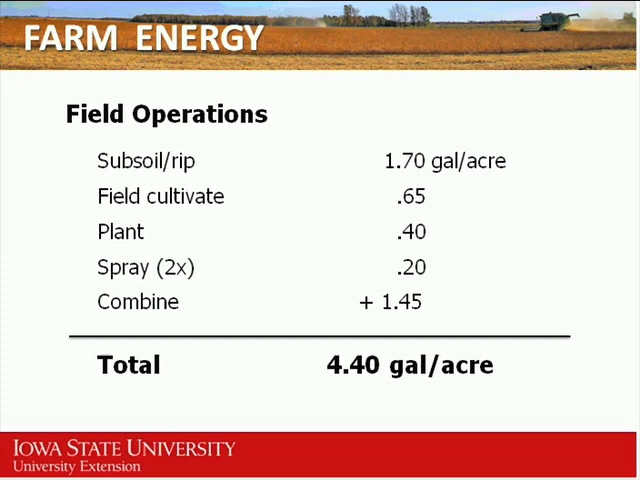 FARM ENERGY
Field Operations
Subsoil/rip 1.70 gal/acre
Field cultivate .65
Plant .40
Spray (2x) .20
Combine + 1.45
Total 4.40 gal/acre
IOWA STATE UNIVERSITY
University Extension